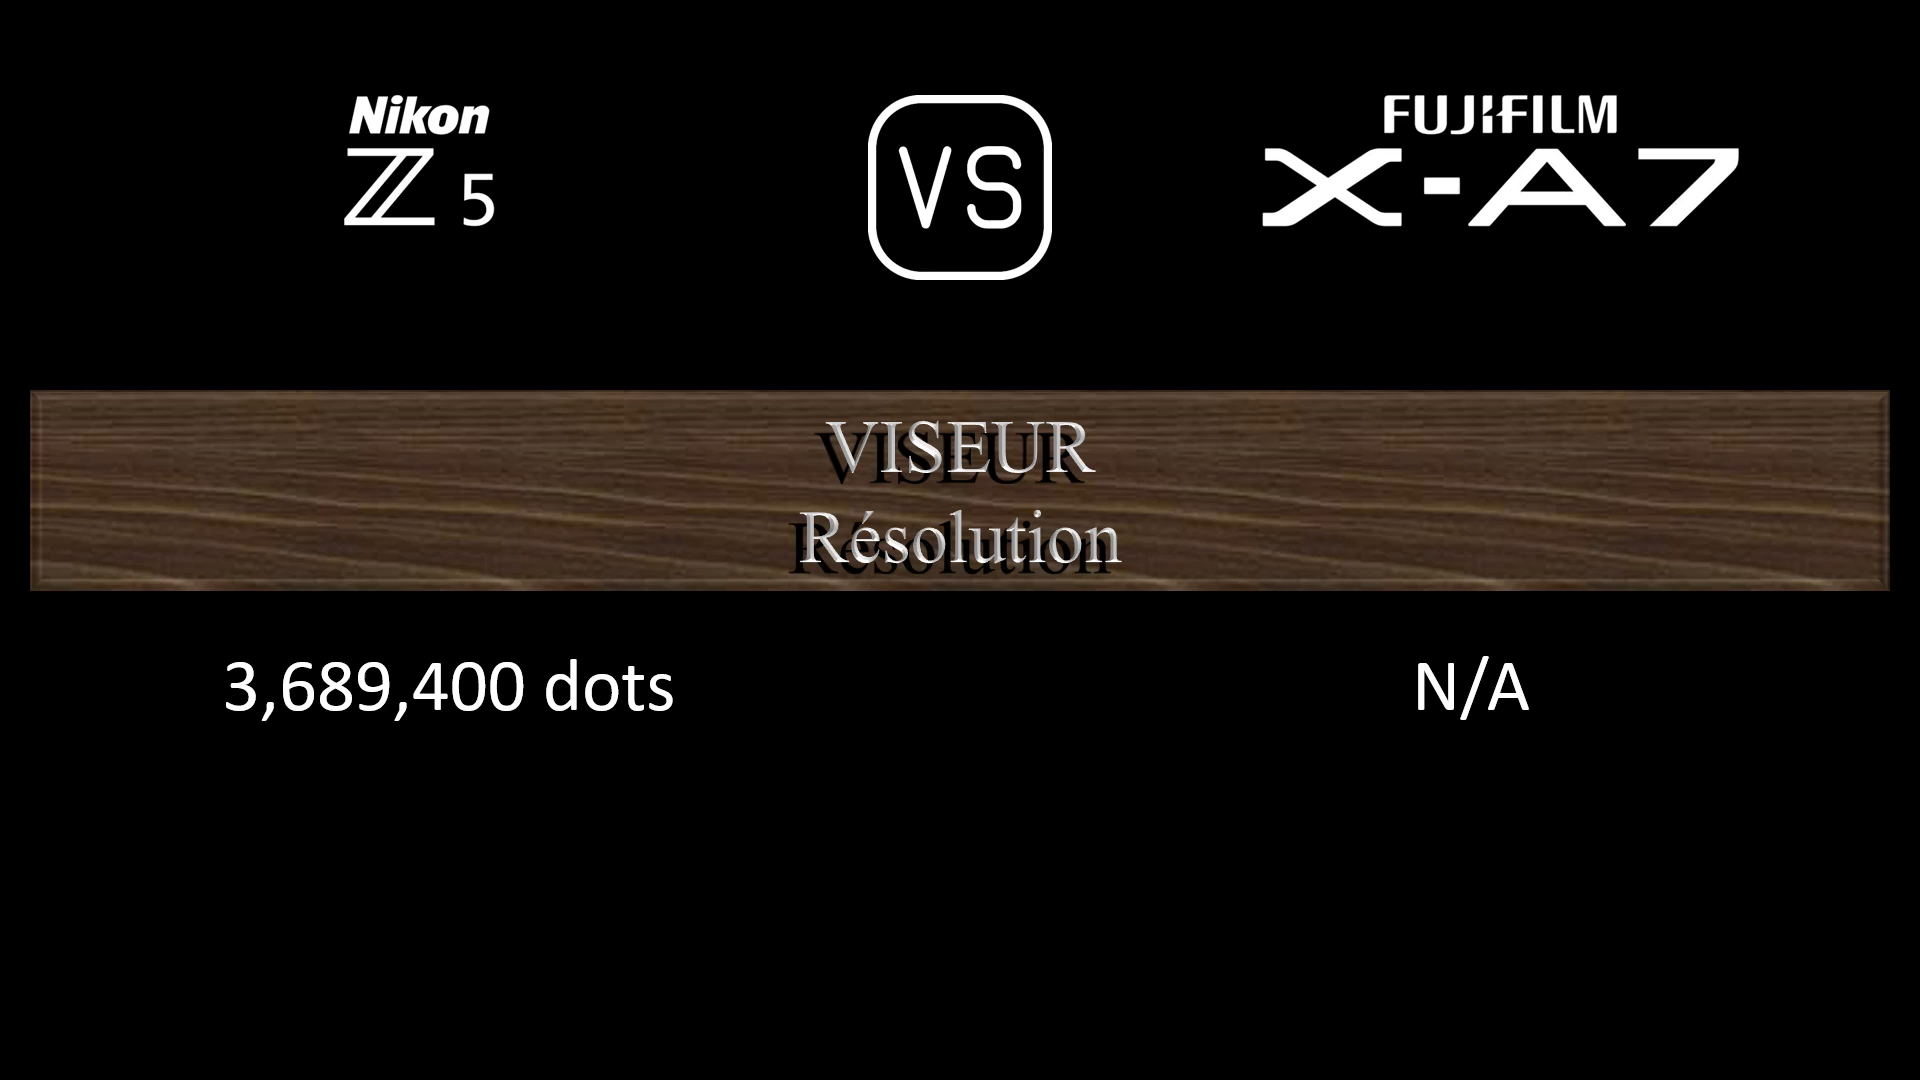 Nikon
Z 5
VS
FUJIFILM
X-A7
VISEUR
Résolution
3,689,400 dots
N/A